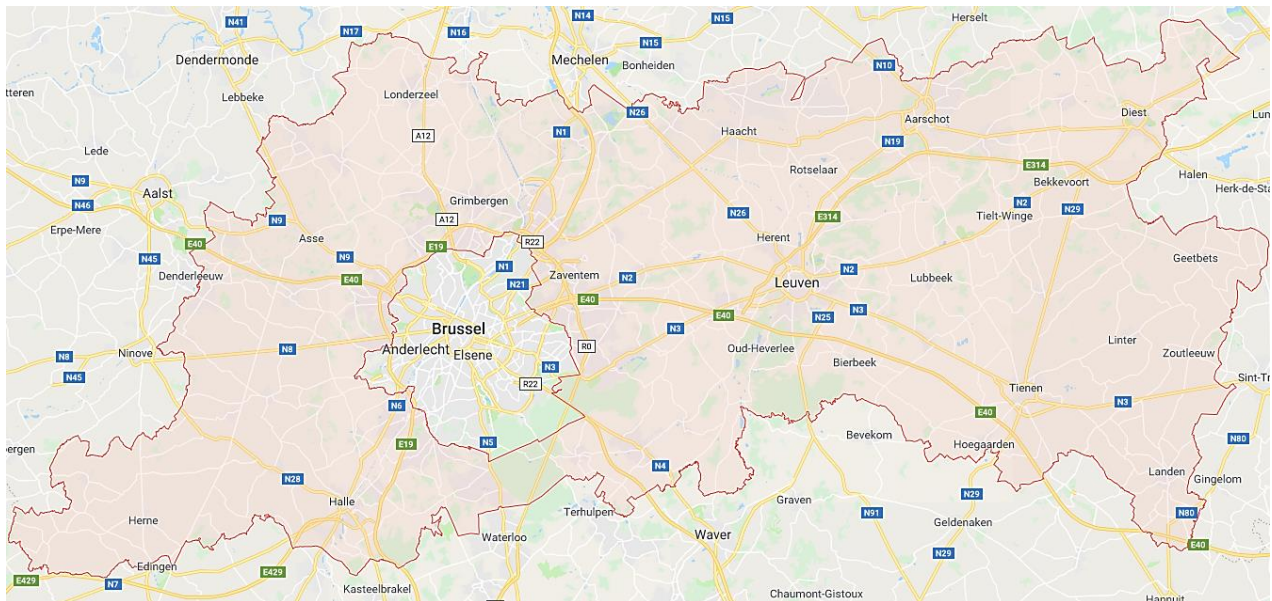 N41
N14
N15
Herselt
N17
N16
Dendermonde
Mechelen
N15
Bonheiden
N10
tteren
Lebbeke
Londerzeel
N26
Aarschot
Diest
Lun
A12
N1
Haacht
N19
Lede
Rotselaar
E314
Halen
N9
Aalst
Bekkevoort
Herk-de-Sta
N46
Grimbergen
N2
N29
N26
E314
Tielt-Winge
A12
N9
Erpe-Mere
Asse
E19
R22
Herent
E40
N9
N45
N1
Geetbets
Denderleeuw
E40
Zaventem
N2
N2
Lubbeek
N21
Leuven
E40
N3
E40
N25
Brussel
N3
Linter
Anderlecht
Elsene
R0
Oud-Heverlee
Zoutleeuw
Ninove
N8
N8
Bierbeek
N3
N45
R22
Tienen
Sint-Tr
N6
E40
N3
Bevekom
N5
E19
Hoegaarden
N80
bergen
N4
Landen
N28
Gingelom
Halle
Graven
N29
Terhulpen
N91
N80
Herne
Geldenaken
Waterloo
Waver
E40
Edingen
N29
E429
N7
E429
Kasteelbrakel
Chaumont-Gistoux
Hannuit